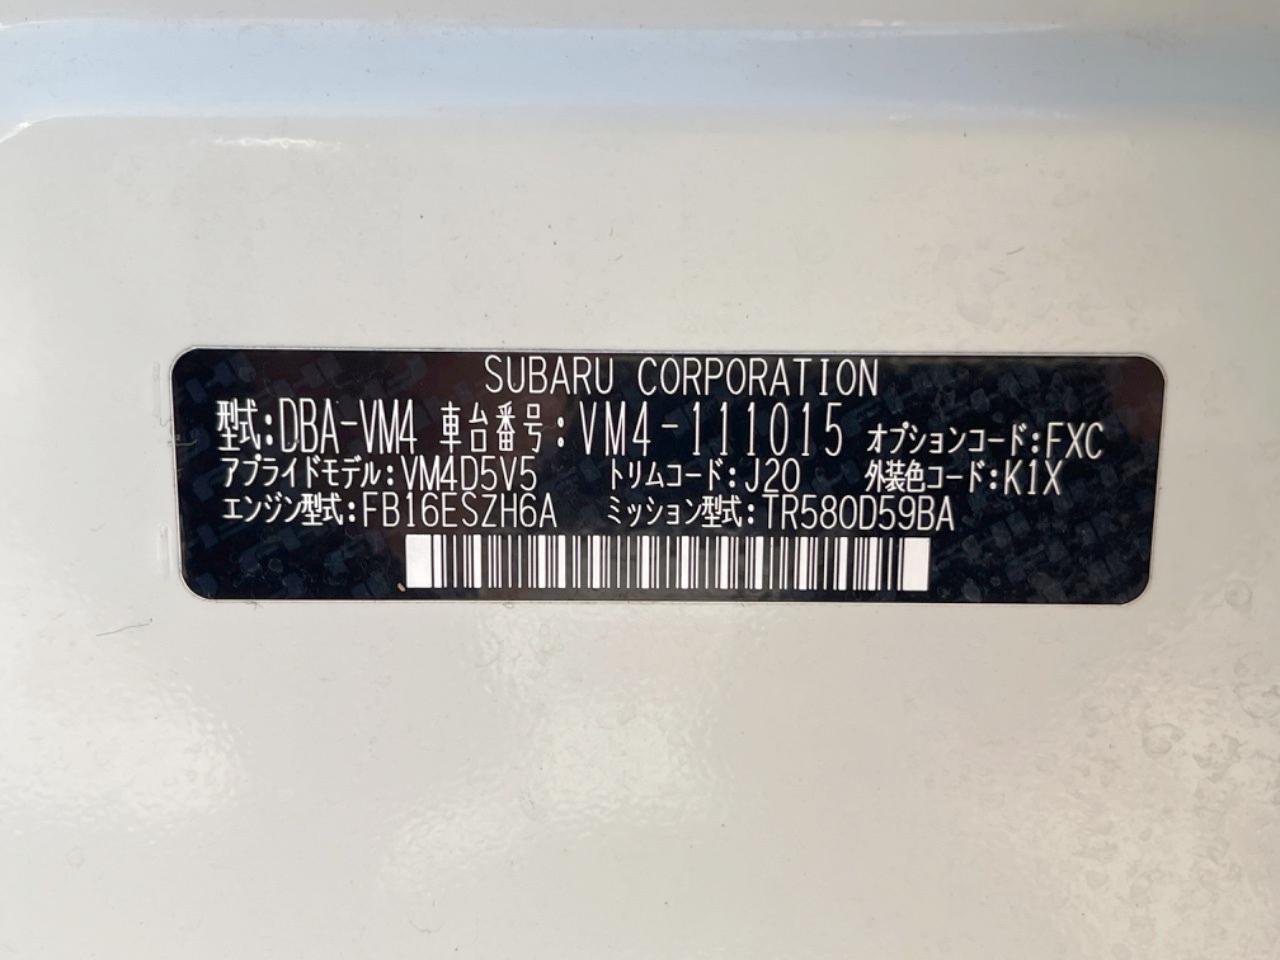 SUBARU CORPORATION
型式:DBA-VM4 車台番号:VM4-111015 オプションコード:FXC
アプライドモデル:VM4D5V5 トリムコード:J20 外装色コード:K1X
エンジン型式:FB16ESZH6A ミッション型式:TR580D59BA